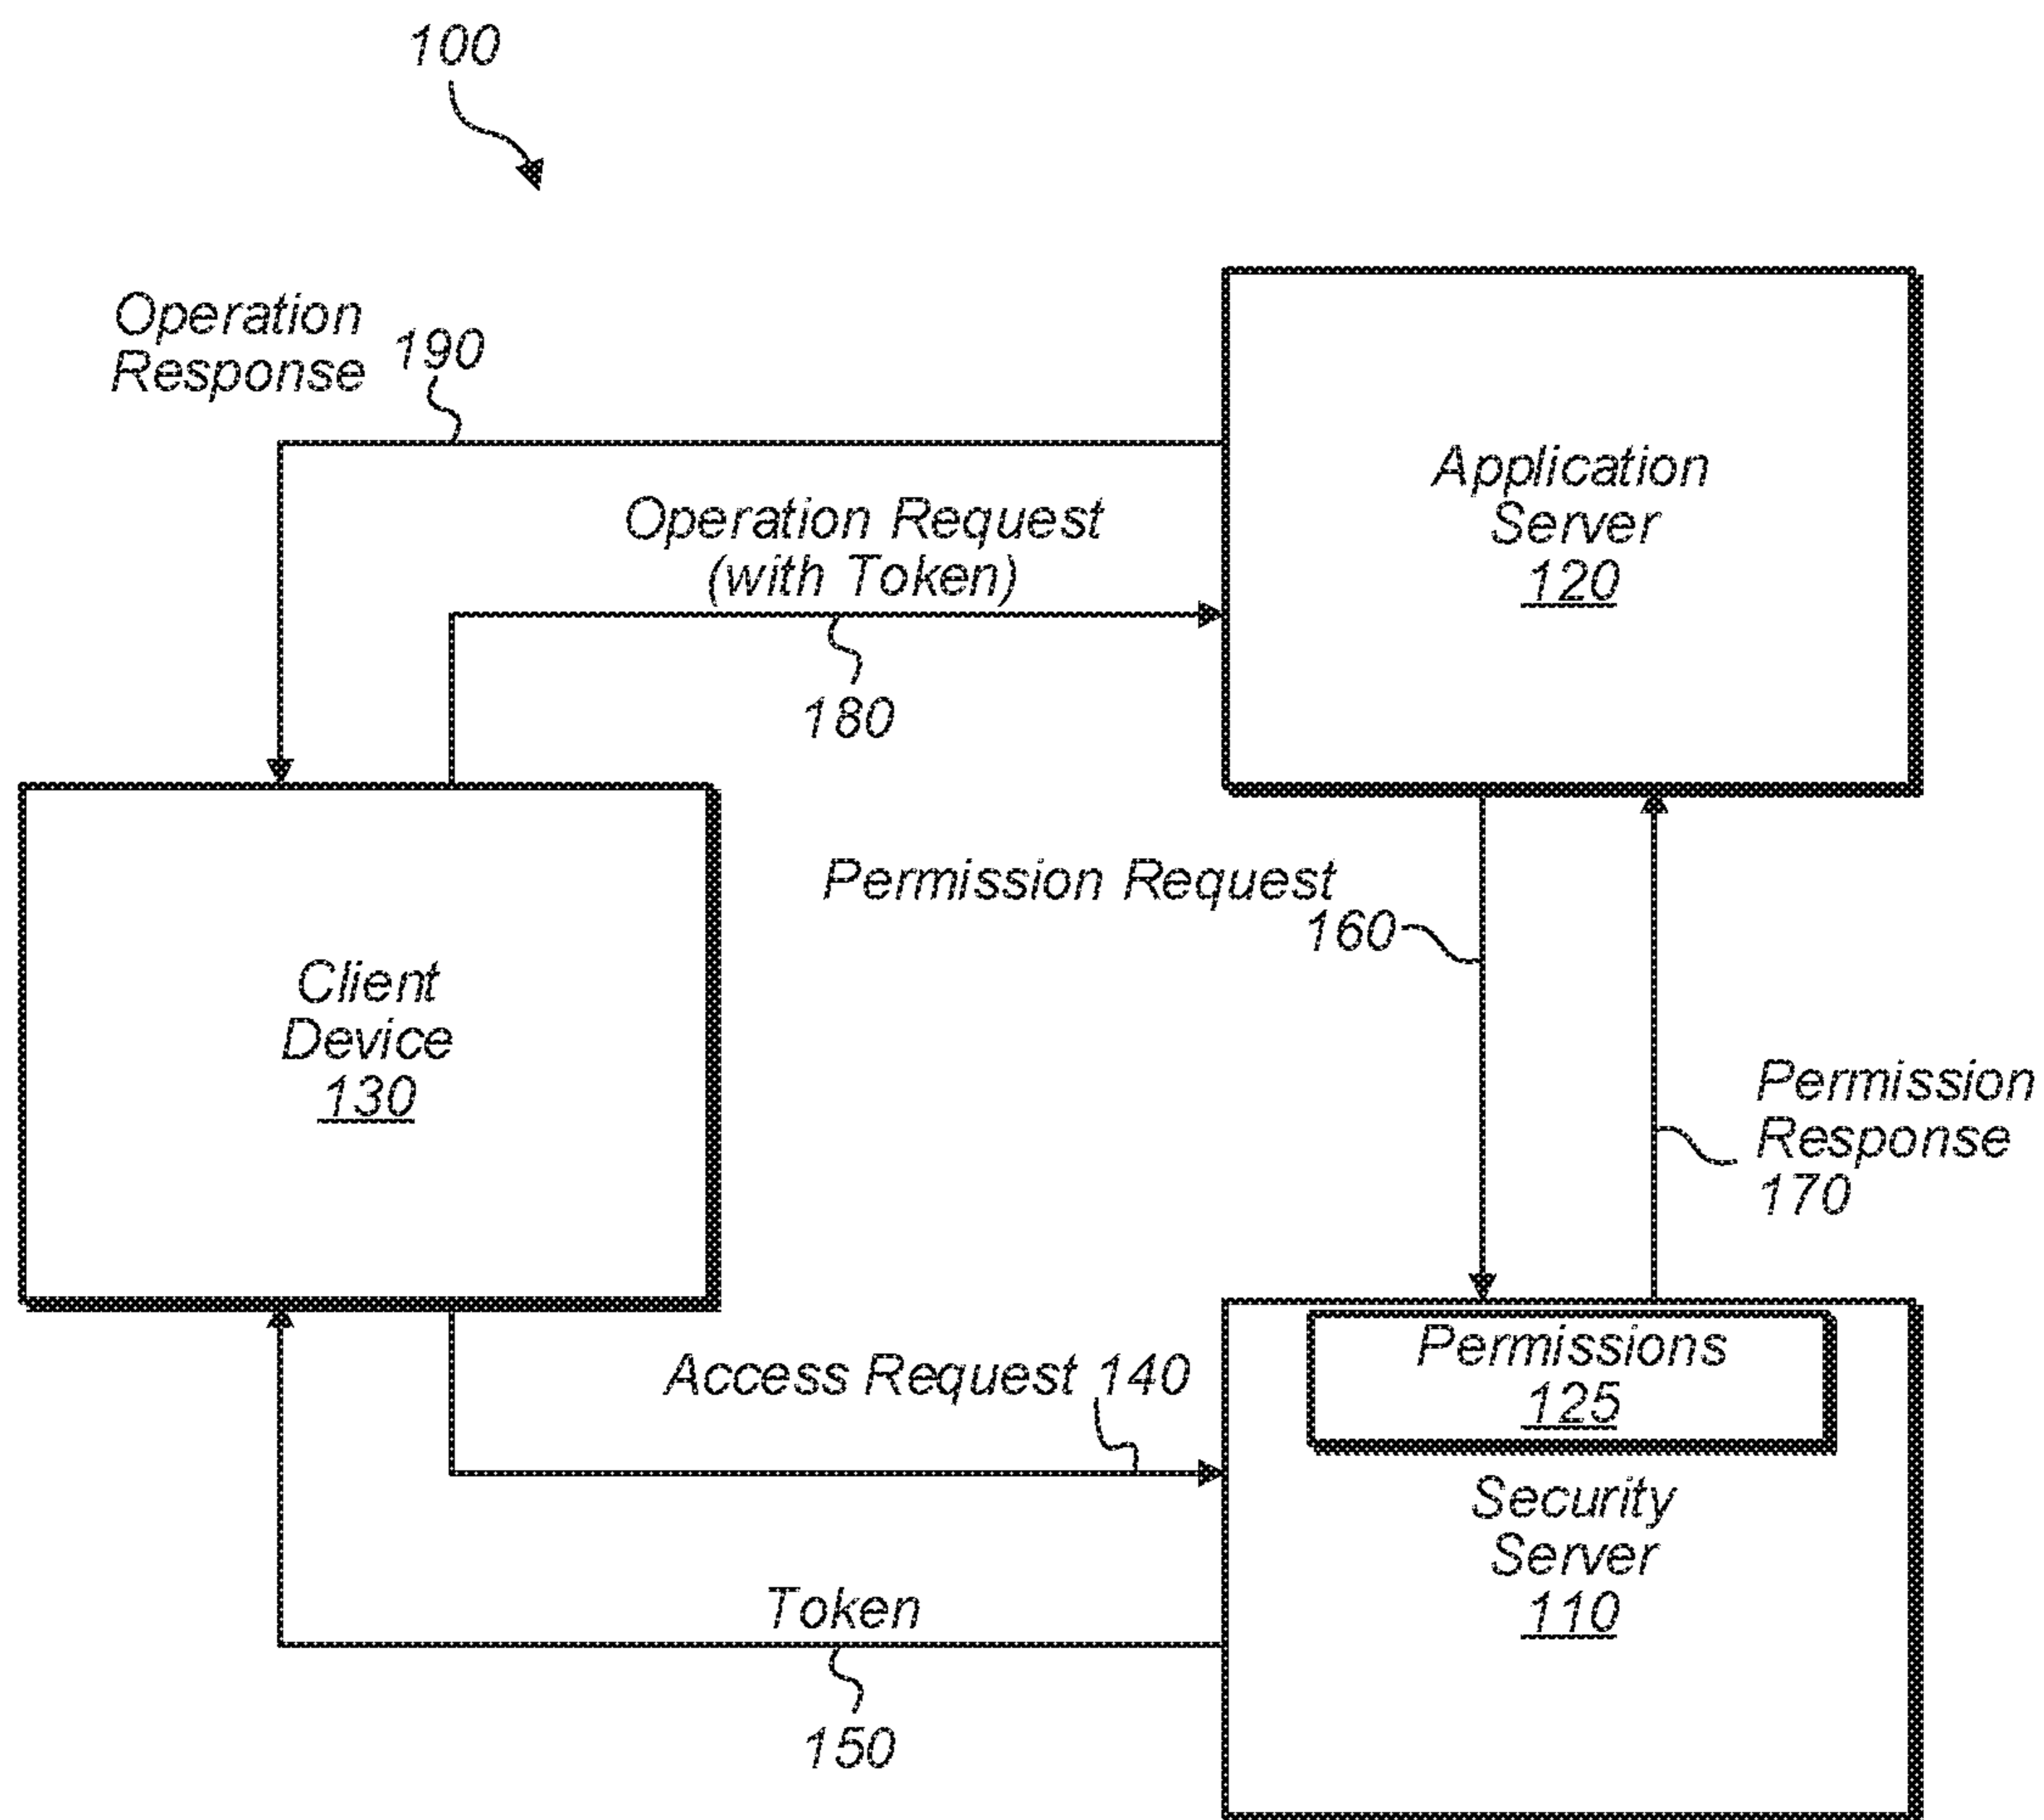 100
Operation
Response 190
Operation Request
(with Token)
180
Application
Server
120
Client
Device
130
Permission Request
160
Permission
Response
170
Access Request 140
Permissions
125
Security
Server
110
Token
150